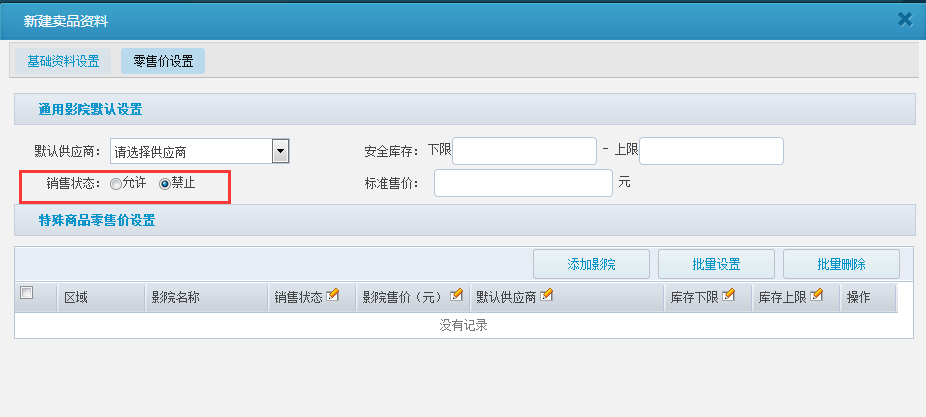 新建卖品资料
基础资料设置 零售价设置
通用影院默认设置
默认供应商： 请选择供应商 安全库存： 下限 - 上限
销售状态： 允许 禁止 标准售价： 元
特殊商品零售价设置
添加影院 批量设置 批量删除
区域 影院名称 销售状态 影院售价（元） 默认供应商 库存下限 库存上限 操作
没有记录